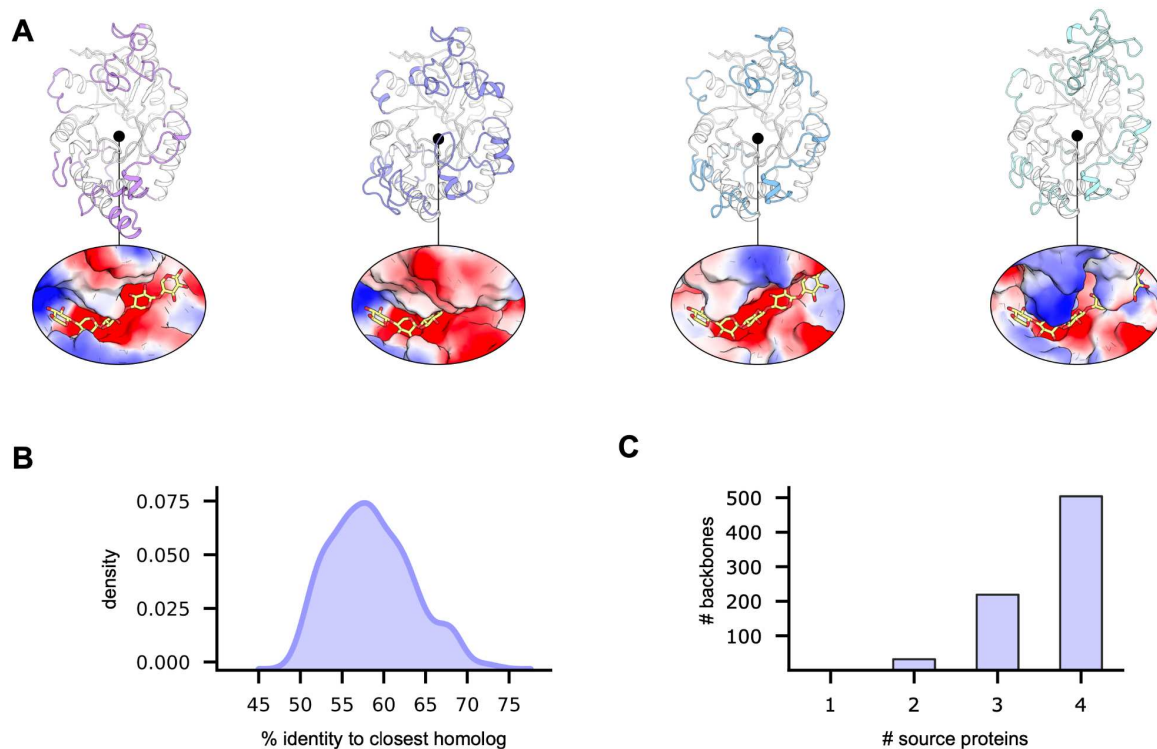 A
B
density
0.075
0.050
0.025
0.000
45 50 55 60 65 70 75
% identity to closest homolog
C
# backbones
500
400
300
200
100
1 2 3 4
# source proteins